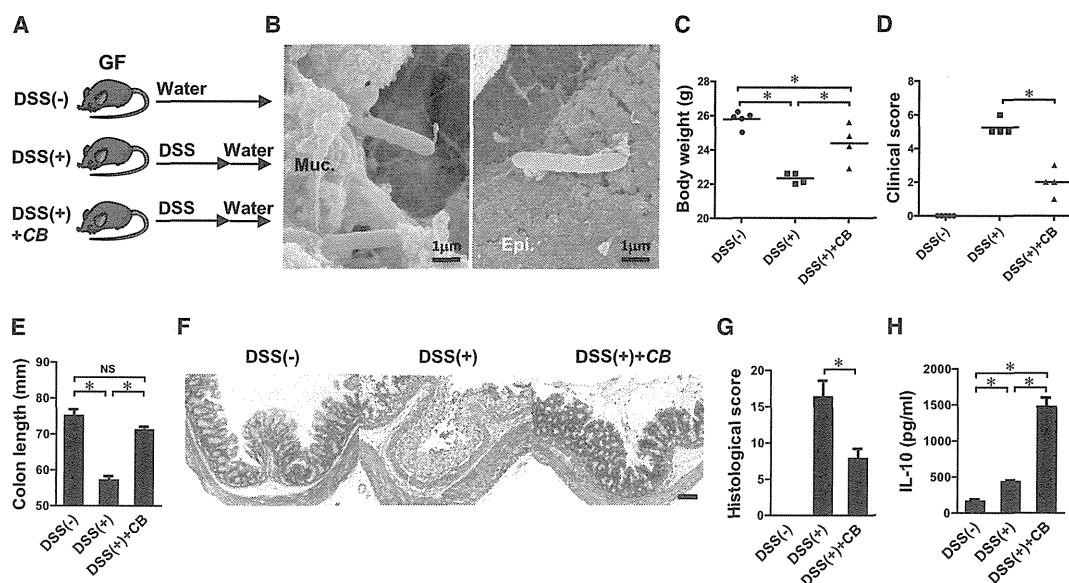 A
GF
DSS(-)
Water
DSS(+)
DSS
Water
DSS(+)
+CB
DSS
Water
B
Muc.
1μm
Epi.
1μm
C
Body weight (g)
28
26
24
22
20
*
*
*
DSS(-)
DSS(+)
DSS(+)+CB
D
Clinical score
8
6
4
2
0
*
DSS(-)
DSS(+)
DSS(+)+CB
E
Colon length (mm)
90
80
70
60
50
NS
*
*
DSS(-)
DSS(+)
DSS(+)+CB
F
DSS(-)
DSS(+)
DSS(+)+CB
G
Histological score
20
15
10
5
0
*
DSS(-)
DSS(+)
DSS(+)+CB
H
IL-10 (pg/ml)
2000
1500
1000
500
0
*
*
*
DSS(-)
DSS(+)
DSS(+)+CB